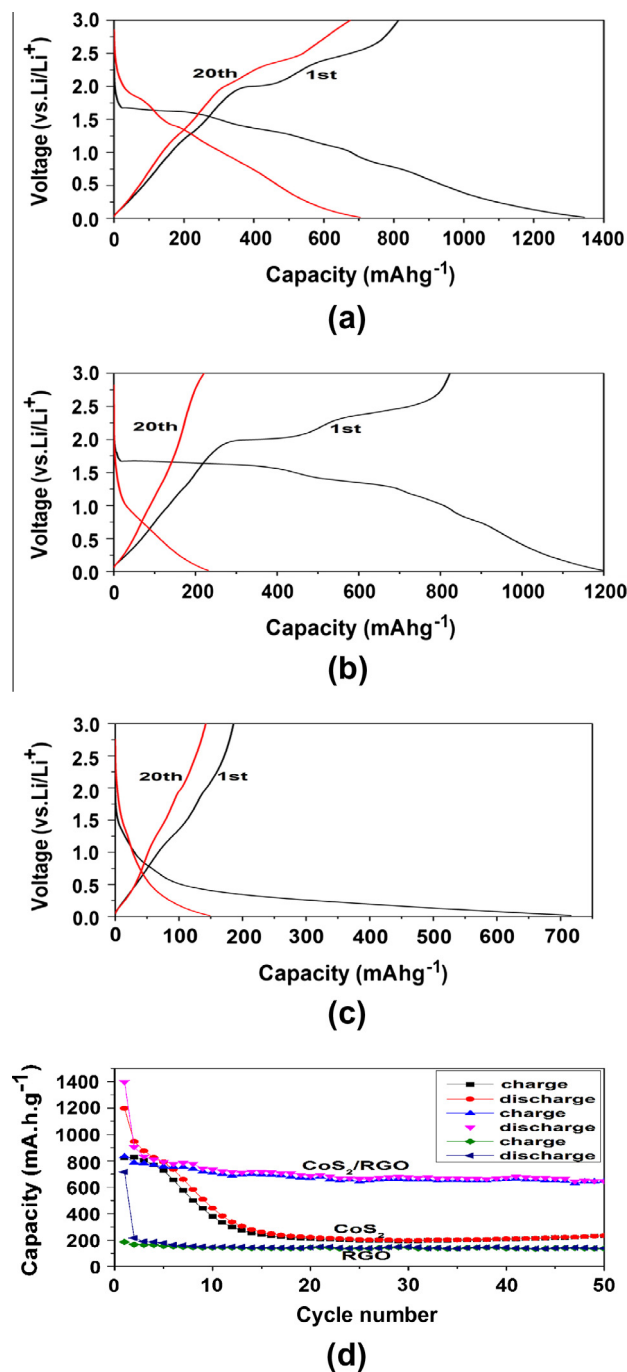 3.0
2.5
2.0
1.5
1.0
0.5
0.0
Voltage (vs.Li/Li+)
20th
1st
0 200 400 600 800 1000 1200 1400
Capacity (mAhg-1)
(a)
3.0
2.5
2.0
1.5
1.0
0.5
0.0
Voltage (vs.Li/Li+)
20th
1st
0 200 400 600 800 1000 1200
Capacity (mAhg-1)
(b)
3.0
2.5
2.0
1.5
1.0
0.5
0.0
Voltage (vs.Li/Li+)
20th
1st
0 100 200 300 400 500 600 700
Capacity (mAhg-1)
(c)
1400
1200
1000
800
600
400
200
0
Capacity (mA.h.g-1)
charge
discharge
charge
discharge
charge
discharge
CoS2/RGO
CoS2
RGO
0 10 20 30 40 50
Cycle number
(d)